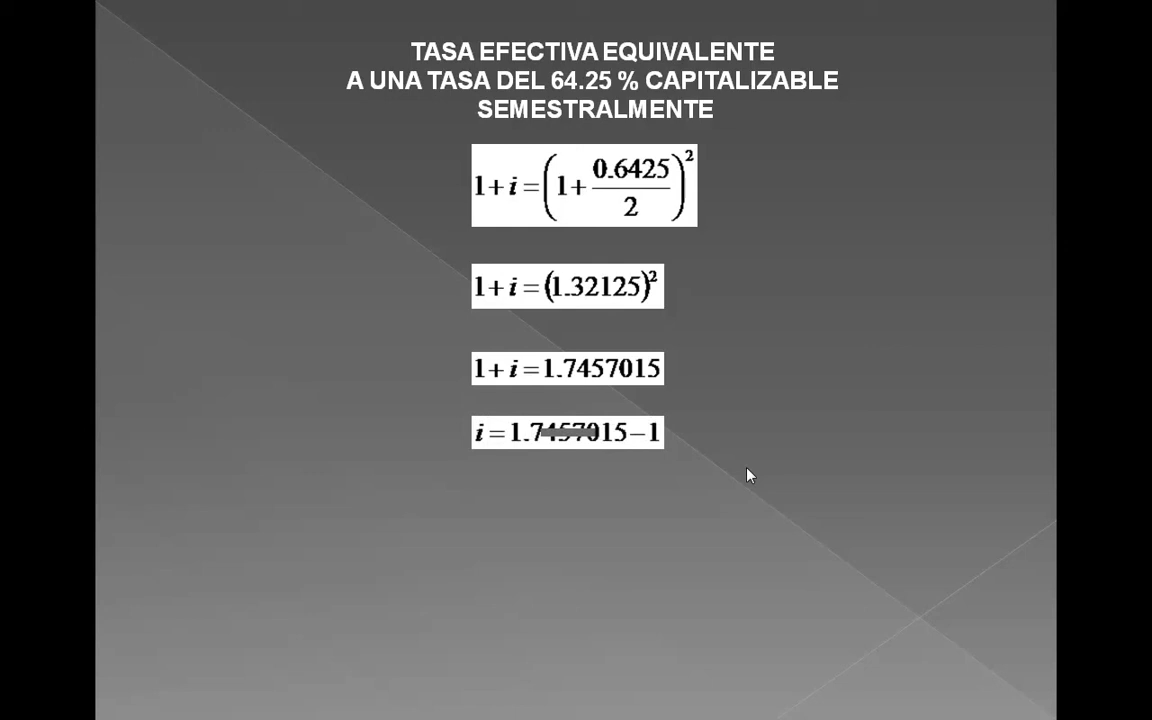 TASA EFECTIVA EQUIVALENTE
A UNA TASA DEL 64.25 % CAPITALIZABLE
SEMESTRALMENTE
1+i=(1+0.6425/2)²
1+i=(1.32125)²
1+i=1.7457015
i=1.7457015−1